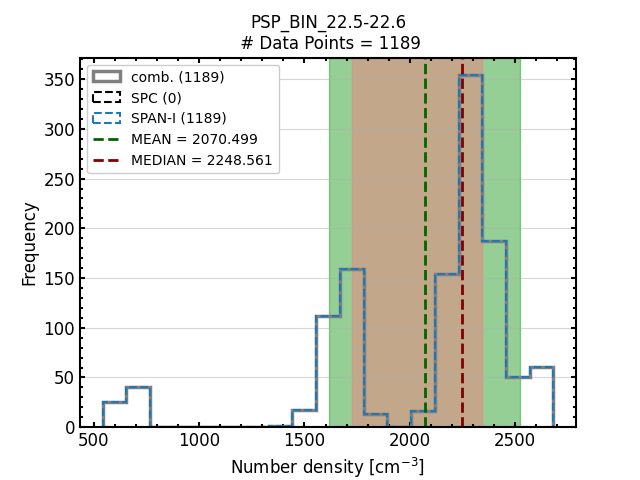 PSP_BIN_22.5-22.6
# Data Points = 1189
comb. (1189)
SPC (0)
SPAN-I (1189)
MEAN = 2070.499
MEDIAN = 2248.561
Frequency
350
300
250
200
150
100
50
0
500 1000 1500 2000 2500
Number density [cm⁻³]